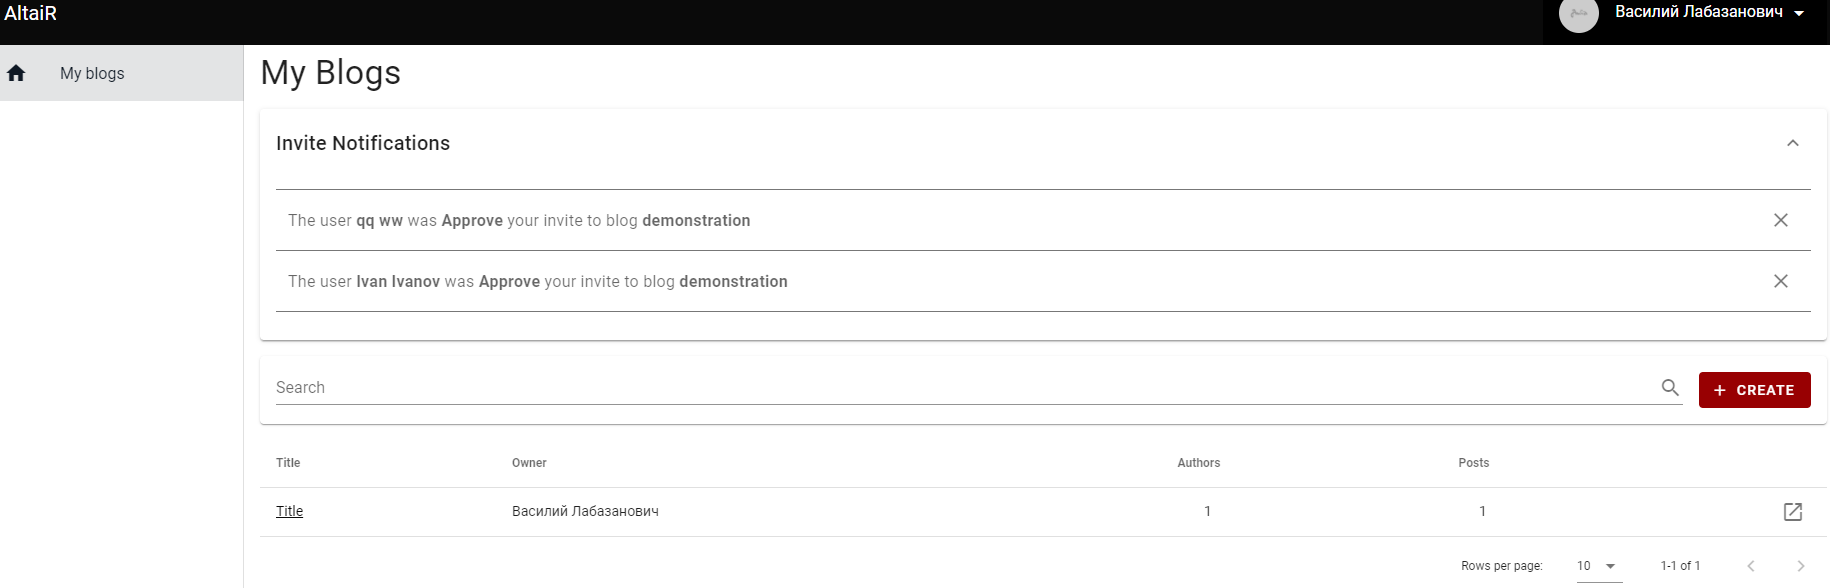 AltaiR
Василий Лабазанович
My blogs
My Blogs
Invite Notifications
The user qq ww was Approve your invite to blog demonstration
The user Ivan Ivanov was Approve your invite to blog demonstration
Search
+ CREATE
Title Owner Authors Posts
Title Василий Лабазанович 1 1
Rows per page: 10 1-1 of 1